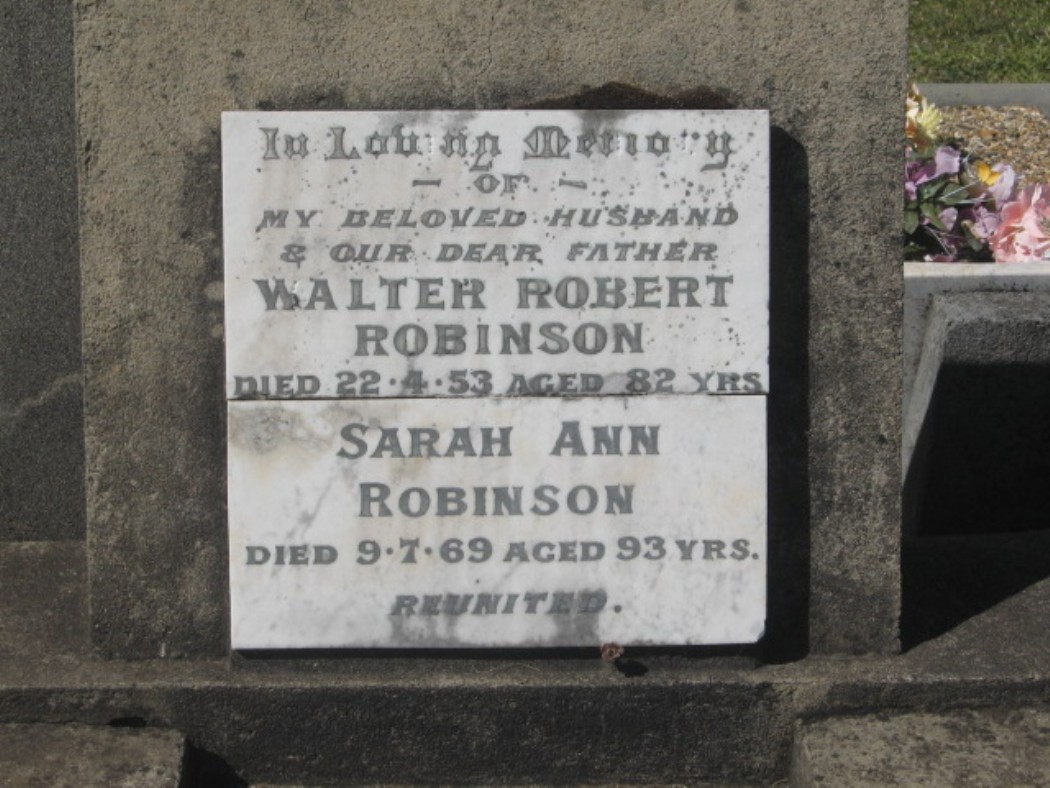 In Loving Memory
— OF —
MY BELOVED HUSBAND
& OUR DEAR FATHER
WALTER ROBERT
ROBINSON
DIED 22·4·53 AGED 82 YRS
SARAH ANN
ROBINSON
DIED 9·7·69 AGED 93 YRS.
REUNITED.